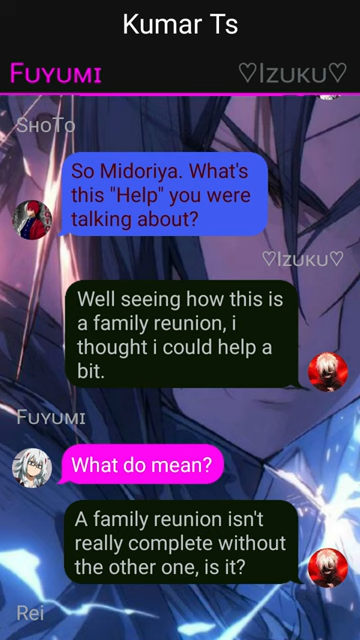 Kumar Ts
Fuyumi ♡Izuku♡
ShoTo
So Midoriya. What's
this "Help" you were
talking about?
♡Izuku♡
Well seeing how this is
a family reunion, i
thought i could help a
bit.
Fuyumi
What do mean?
A family reunion isn't
really complete without
the other one, is it?
Rei